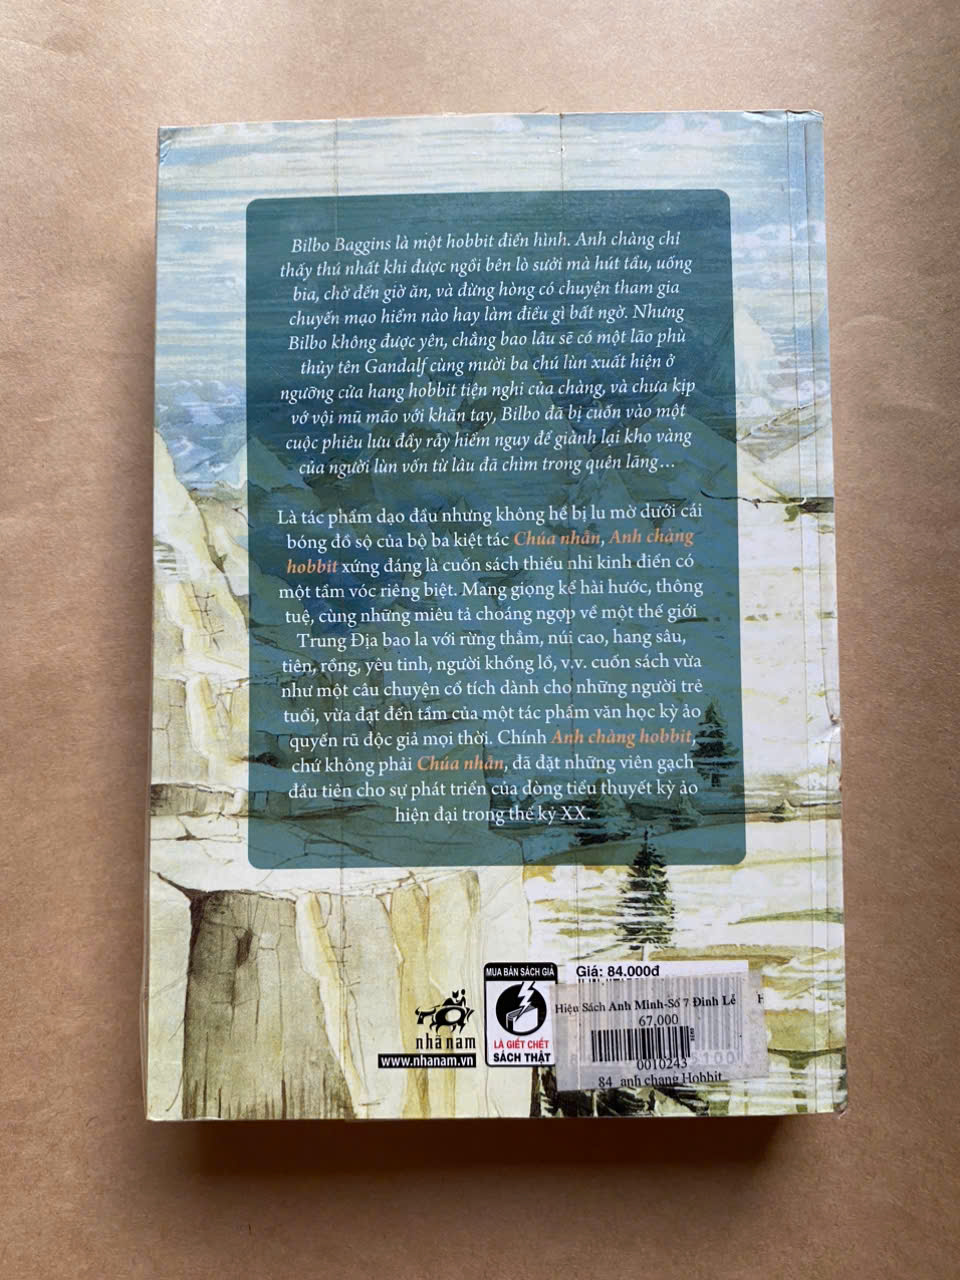 Bilbo Baggins là một hobbit điển hình. Anh chàng chỉ
thấy thú nhất khi được ngồi bên lò sưởi mà hút tẩu, uống
bia, chờ đến giờ ăn, và đừng hòng có chuyện tham gia
chuyến mạo hiểm nào hay làm điều gì bất ngờ. Nhưng
Bilbo không được yên, chẳng bao lâu sẽ có một lão phù
thủy tên Gandalf cùng mười ba chú lùn xuất hiện ở
ngưỡng cửa hang hobbit tiện nghi của chàng, và chưa kịp
vớ vội mũ mão với khăn tay, Bilbo đã bị cuốn vào một
cuộc phiêu lưu đầy rẫy hiểm nguy để giành lại kho vàng
của người lùn vốn từ lâu đã chìm trong quên lãng...
Là tác phẩm dạo đầu nhưng không hề bị lu mờ dưới cái
bóng đồ sộ của bộ ba kiệt tác Chúa nhẫn, Anh chàng
hobbit xứng đáng là cuốn sách thiếu nhi kinh điển có
một tầm vóc riêng biệt. Mang giọng kể hài hước, thông
tuệ, cùng những miêu tả choáng ngợp về một thế giới
Trung Địa bao la với rừng thẳm, núi cao, hang sâu,
tiên, rồng, yêu tinh, người khổng lồ, v.v. cuốn sách vừa
như một câu chuyện cổ tích dành cho những người trẻ
tuổi, vừa đạt đến tầm của một tác phẩm văn học kỳ ảo
quyến rũ độc giả mọi thời. Chính Anh chàng hobbit,
chứ không phải Chúa nhẫn, đã đặt những viên gạch
đầu tiên cho sự phát triển của dòng tiểu thuyết kỳ ảo
hiện đại trong thế kỷ XX.
nhã nam
www.nhanam.vn
MUA BÁN SÁCH GIẢ
LÀ GIẾT CHẾT
SÁCH THẬT
Giá: 84.000đ
Hiệu Sách Anh Minh-Số 7 Đinh Lễ
67,000
0010243
84_anh chang Hobbit